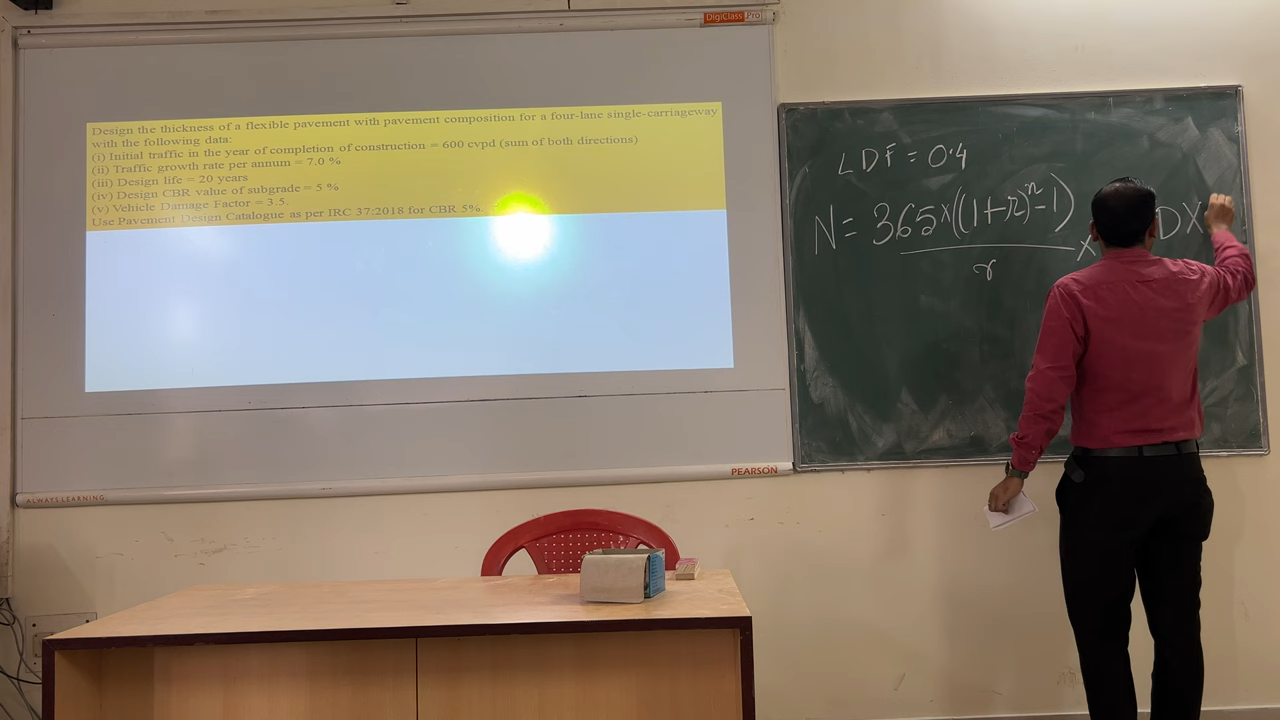 DigiClass Pro
Design the thickness of a flexible pavement with pavement composition for a four-lane single-carriageway
with the following data:
(i) Initial traffic in the year of completion of construction = 600 cvpd (sum of both directions)
(ii) Traffic growth rate per annum = 7.0 %
(iii) Design life = 20 years
(iv) Design CBR value of subgrade = 5 %
(v) Vehicle Damage Factor = 3.5.
Use Pavement Design Catalogue as per IRC 37:2018 for CBR 5%
LDF = 0.4
N = 365×((1+r)^n-1)
r
× DX
PEARSON
ALWAYS LEARNING